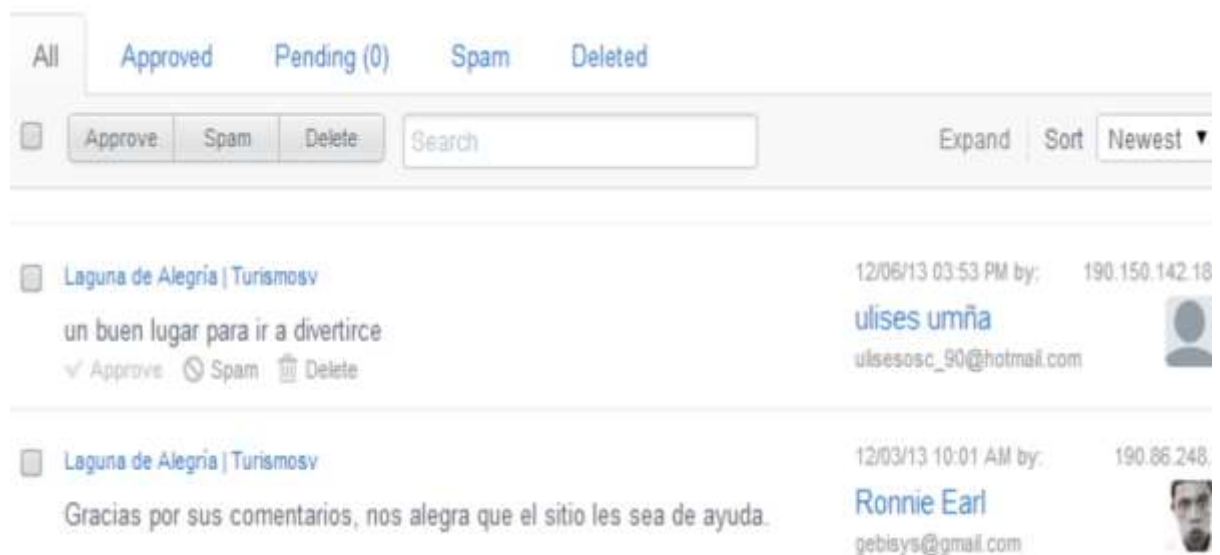 All Approved Pending (0) Spam Deleted
Approve Spam Delete Search Expand Sort Newest
Laguna de Alegría | Turismosv 12/06/13 03:53 PM by: 190.150.142.18
un buen lugar para ir a divertirce ulises umña
ulisesosc_90@hotmail.com
Approve Spam Delete
Laguna de Alegría | Turismosv 12/03/13 10:01 AM by: 190.86.248.
Gracias por sus comentarios, nos alegra que el sitio les sea de ayuda. Ronnie Earl
gebisys@gmail.com